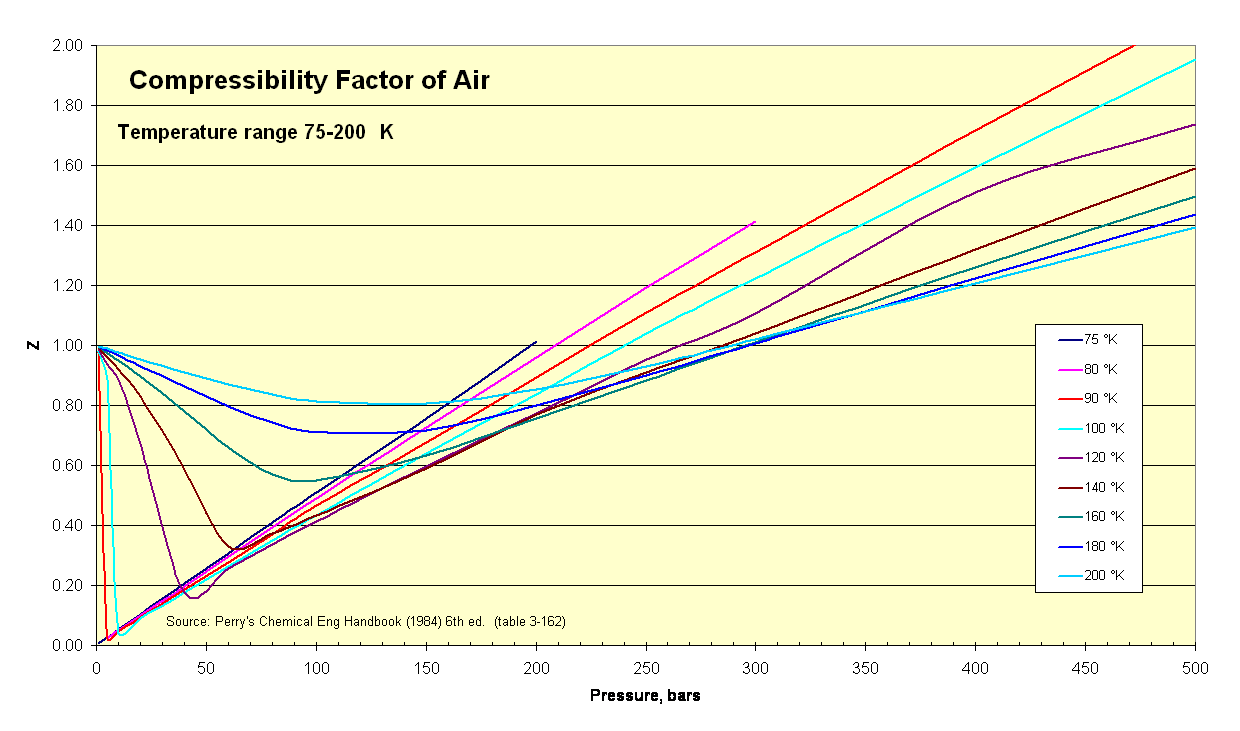 Compressibility Factor of Air
Temperature range 75-200 K
2.00
1.80
1.60
1.40
1.20
1.00
0.80
0.60
0.40
0.20
0.00
Z
75 °K
80 °K
90 °K
100 °K
120 °K
140 °K
160 °K
180 °K
200 °K
Source: Perry's Chemical Eng Handbook (1984) 6th ed. (table 3-162)
0 50 100 150 200 250 300 350 400 450 500
Pressure, bars